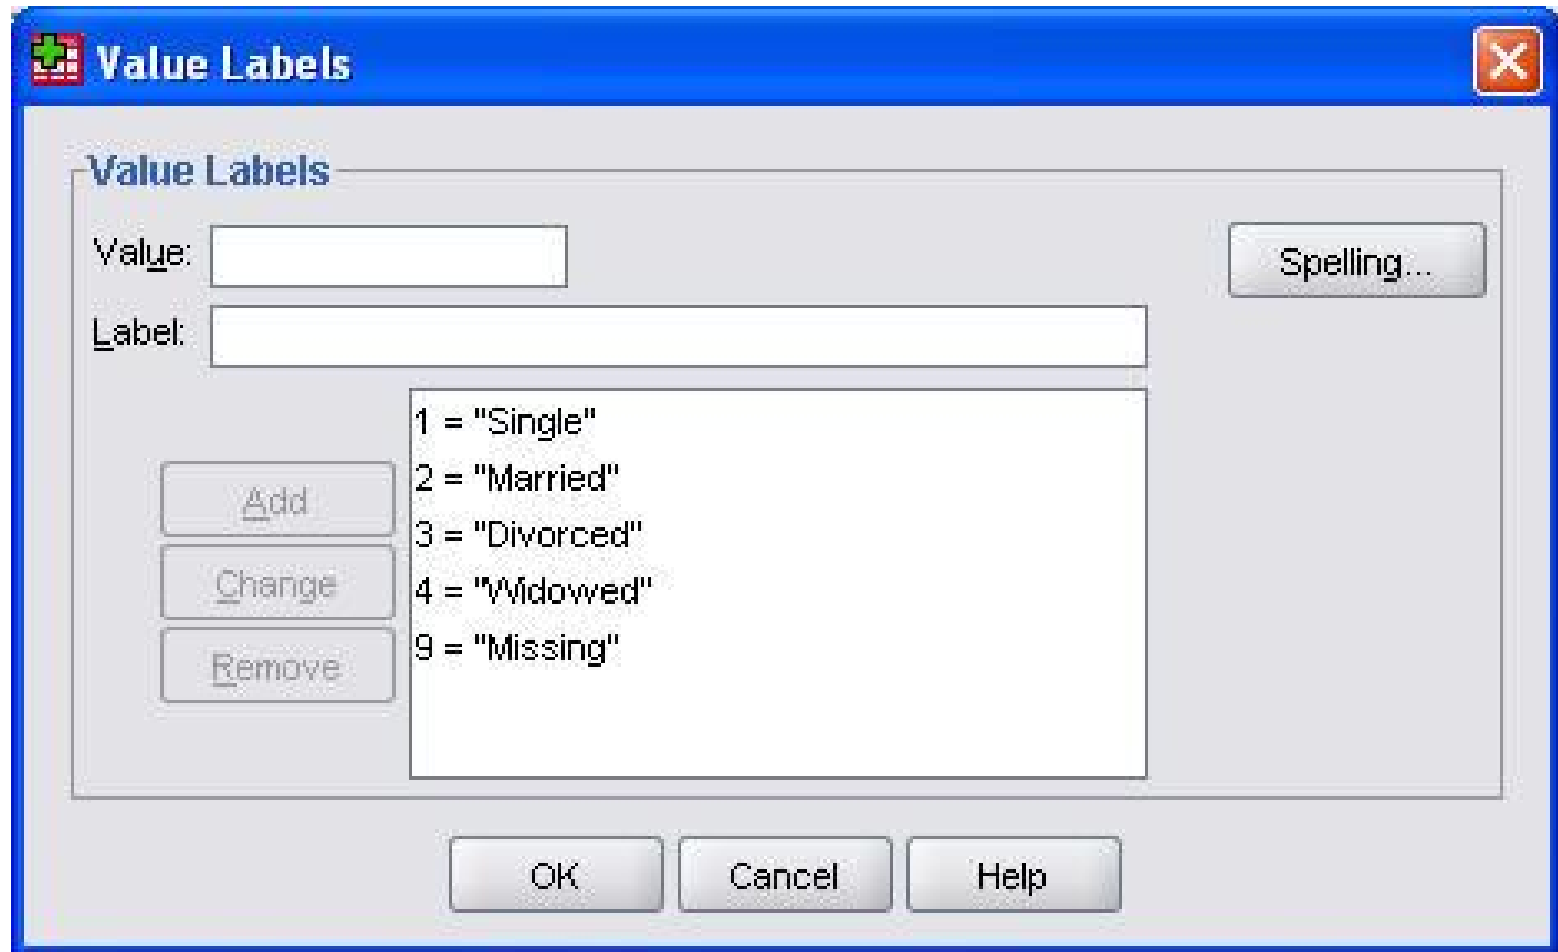 Value Labels
Value Labels
Value:
Spelling...
Label:
1 = "Single"
2 = "Married"
3 = "Divorced"
4 = "Widowed"
9 = "Missing"
Add
Change
Remove
OK
Cancel
Help